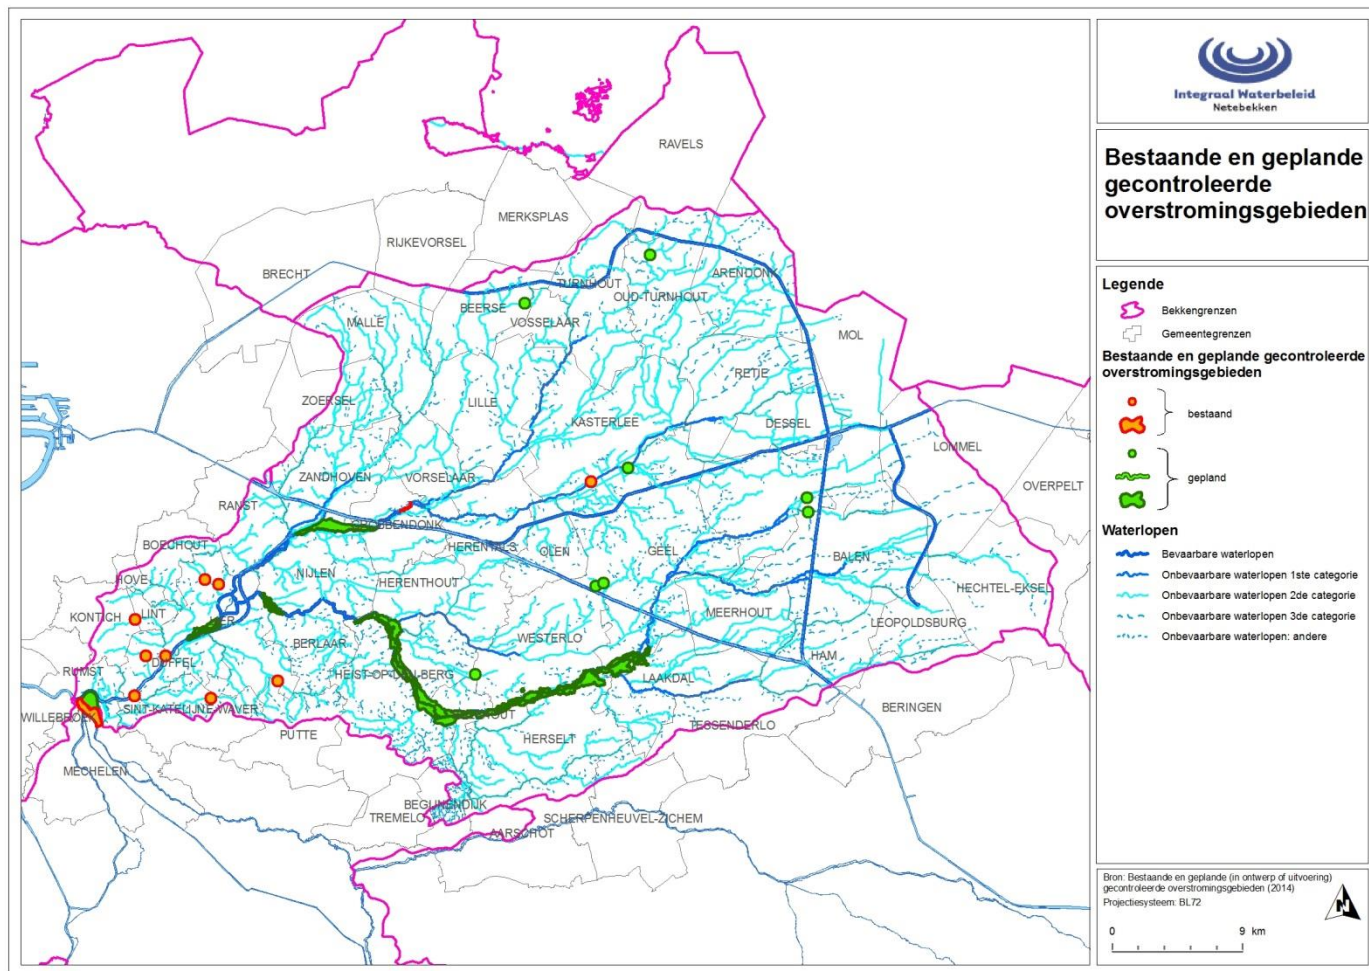 RAVELS
MERKSPLAS
RIJKEVORSEL
BRECHT
TURNHOUT
ARENDONK
OUD-TURNHOUT
BEERSE
VOSSELAAR
MALLE
MOL
RETIE
ZOERSEL
LILLE
KASTERLEE
DESSEL
LOMMEL
ZANDHOVEN
VORSELAAR
OVERPELT
RANST
GROBBENDONK
BOECHOUT
HERENTALS
OLEN
GEEL
BALEN
HOVE
NIJLEN
HERENTHOUT
HECHTEL-EKSEL
KONTICH
LINT
LIER
MEERHOUT
LEOPOLDSBURG
BERLAAR
WESTERLO
HAM
RUMST
DUFFEL
HEIST-OP-DEN-BERG
LAAKDAL
WILLEBROEK
SINT-KATELIJNE-WAVER
BERINGEN
TESSENDERLO
PUTTE
HERSELT
MECHELEN
BEGIJNENDIJK
TREMELO
SCHERPENHEUVEL-ZICHEM
AARSCHOT
Integraal Waterbeleid
Netebekken
Bestaande en geplande
gecontroleerde
overstromingsgebieden
Legende
Bekkengrenzen
Gemeentegrenzen
Bestaande en geplande gecontroleerde
overstromingsgebieden
bestaand
gepland
Waterlopen
Bevaarbare waterlopen
Onbevaarbare waterlopen 1ste categorie
Onbevaarbare waterlopen 2de categorie
Onbevaarbare waterlopen 3de categorie
Onbevaarbare waterlopen: andere
Bron: Bestaande en geplande (in ontwerp of uitvoering)
gecontroleerde overstromingsgebieden (2014)
Projectiesysteem: BL72
N
0 9 km